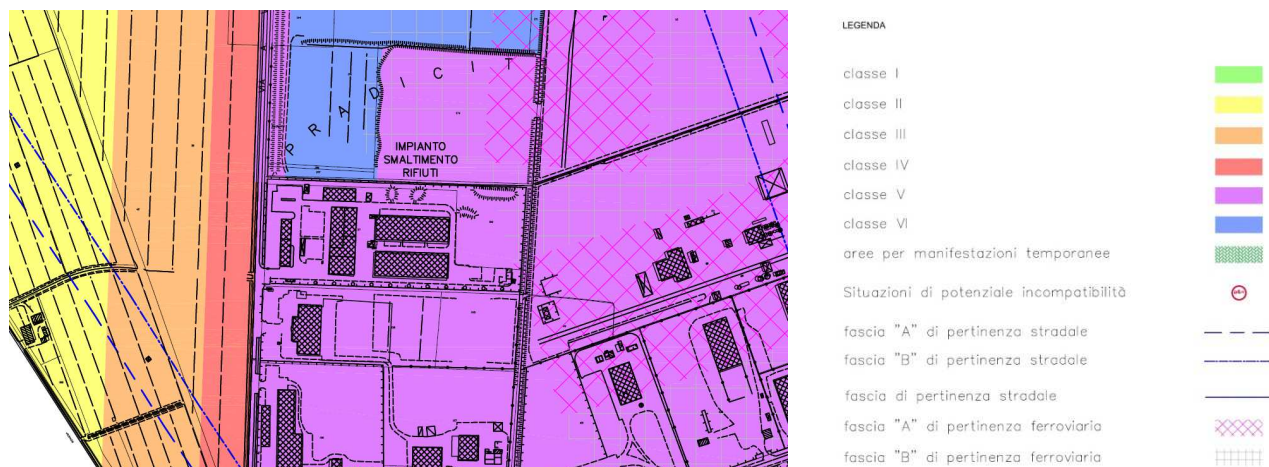 P R A D I C I T
IMPIANTO
SMALTIMENTO
RIFIUTI
VIA
LEGENDA
classe I
classe II
classe III
classe IV
classe V
classe VI
aree per manifestazioni temporanee
Situazioni di potenziale incompatibilità
fascia "A" di pertinenza stradale
fascia "B" di pertinenza stradale
fascia di pertinenza stradale
fascia "A" di pertinenza ferroviaria
fascia "B" di pertinenza ferroviaria